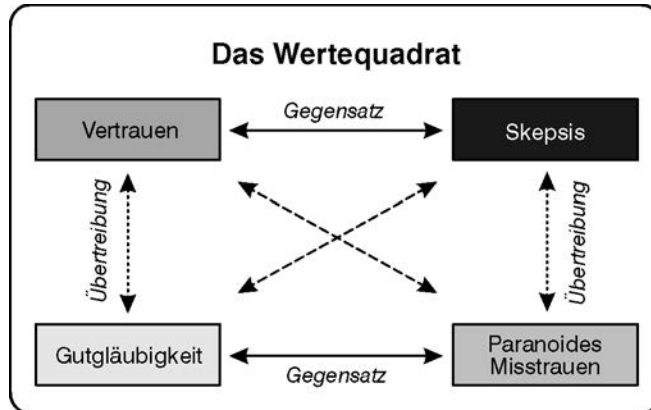 Das Wertequadrat
Vertrauen
Gegensatz
Skepsis
Übertreibung
Übertreibung
Gutgläubigkeit
Gegensatz
Paranoides
Misstrauen